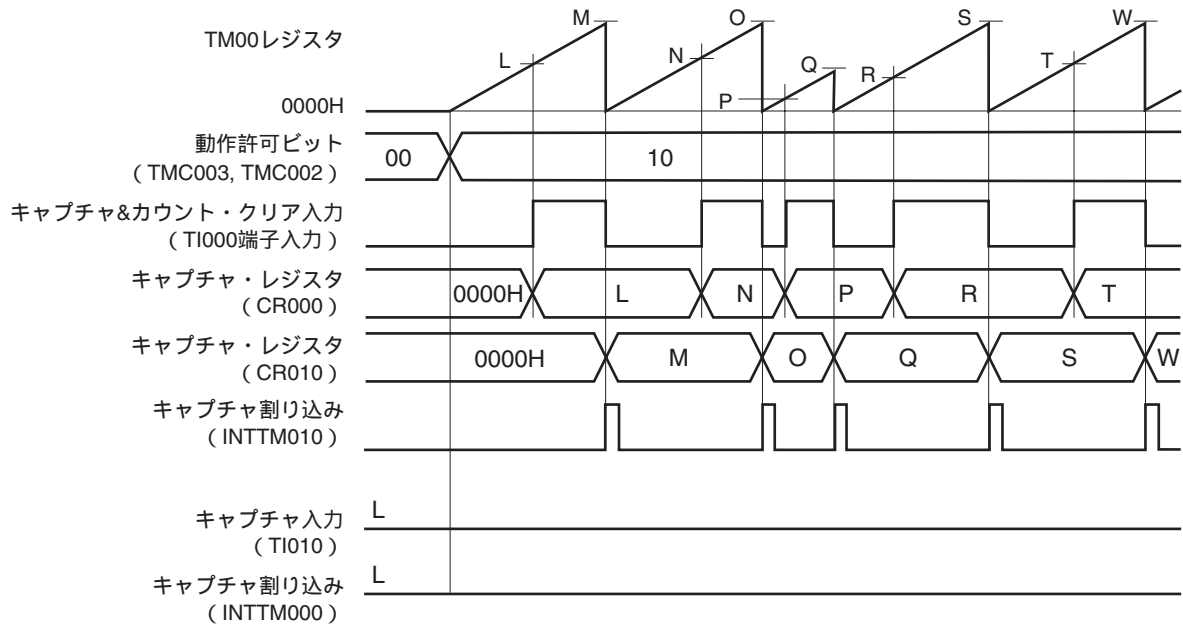 M
O
S
W
TM00レジスタ
L
N
Q
R
T
P
0000H
動作許可ビット
( TMC003, TMC002 )
00
10
キャプチャ&カウント・クリア入力
( TI000端子入力 )
キャプチャ・レジスタ
( CR000 )
0000H
L
N
P
R
T
キャプチャ・レジスタ
( CR010 )
0000H
M
O
Q
S
W
キャプチャ割り込み
( INTTM010 )
L
キャプチャ入力
( TI010 )
L
キャプチャ割り込み
( INTTM000 )